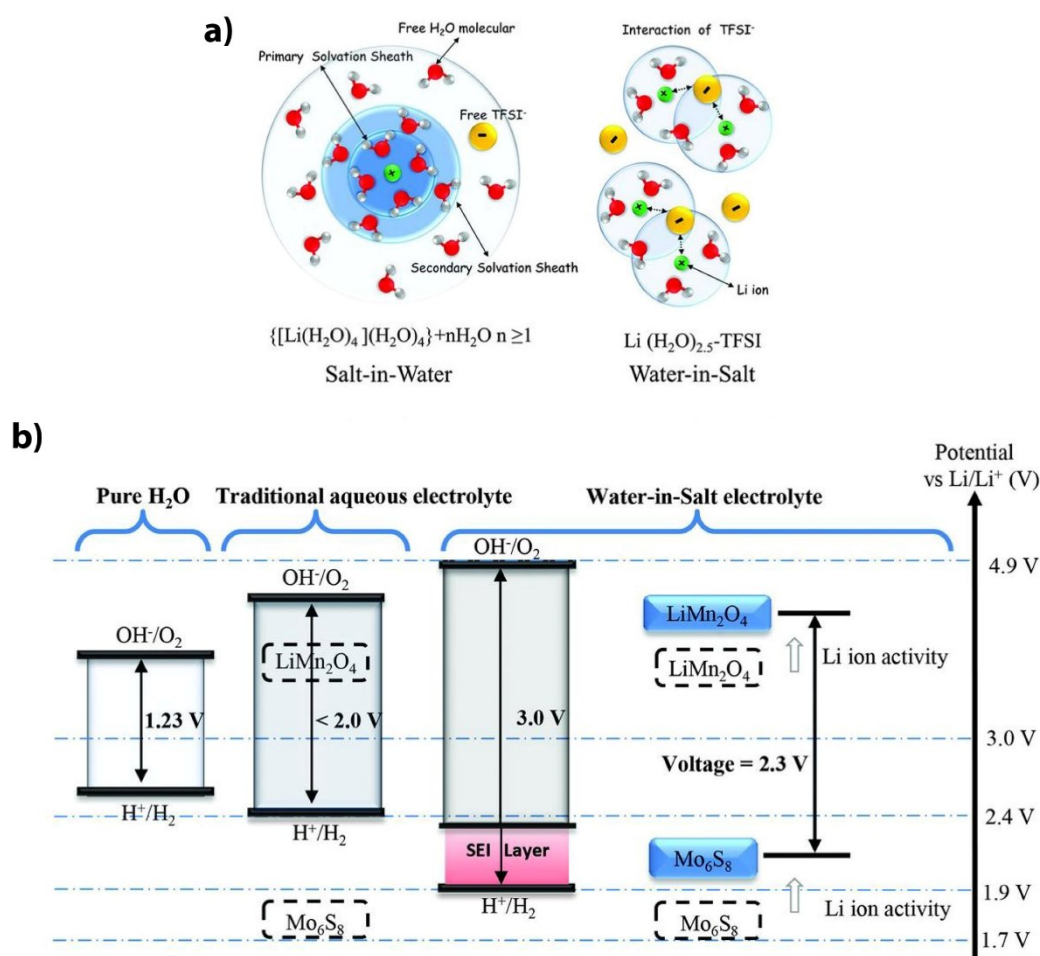 a)
Free H₂O molecular
Primary Solvation Sheath
Free TFSI⁻
-
+
Secondary Solvation Sheath
{[Li(H₂O)₄](H₂O)₄}+nH₂O n ≥1
Salt-in-Water
Interaction of TFSI⁻
+
-
+
-
+
-
-
+
Li ion
Li (H₂O)₂.₅-TFSI
Water-in-Salt
b)
Potential
vs Li/Li⁺ (V)
Pure H₂O
Traditional aqueous electrolyte
Water-in-Salt electrolyte
OH⁻/O₂
1.23 V
H⁺/H₂
OH⁻/O₂
LiMn₂O₄
< 2.0 V
H⁺/H₂
Mo₆S₈
OH⁻/O₂
3.0 V
SEI Layer
H⁺/H₂
LiMn₂O₄
LiMn₂O₄
Li ion activity
Voltage = 2.3 V
Mo₆S₈
Mo₆S₈
Li ion activity
4.9 V
3.0 V
2.4 V
1.9 V
1.7 V